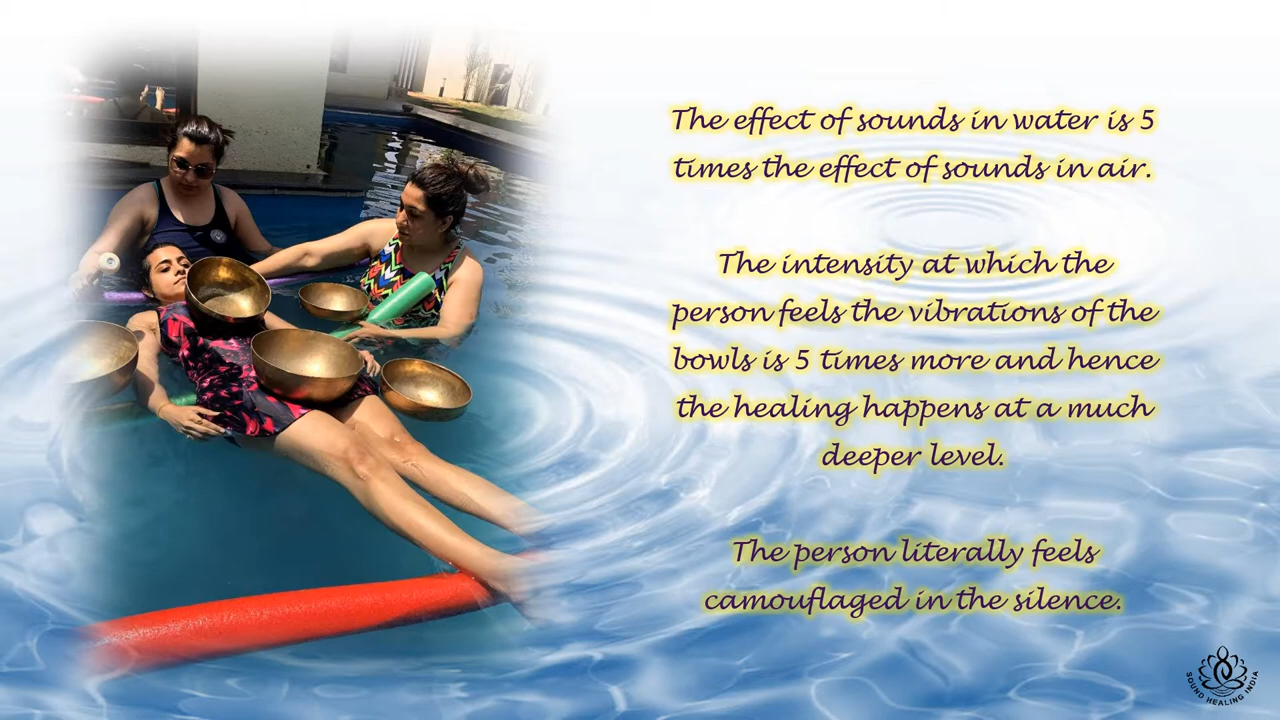 The effect of sounds in water is 5
times the effect of sounds in air.
The intensity at which the
person feels the vibrations of the
bowls is 5 times more and hence
the healing happens at a much
deeper level.
The person literally feels
camouflaged in the silence.
SOUND HEALING INDIA